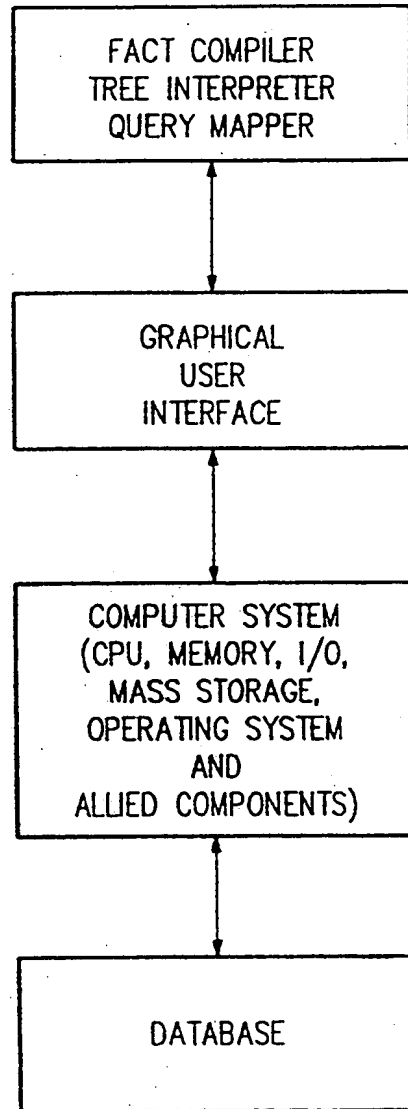 FACT COMPILER
TREE INTERPRETER
QUERY MAPPER
GRAPHICAL
USER
INTERFACE
COMPUTER SYSTEM
(CPU, MEMORY, I/O,
MASS STORAGE,
OPERATING SYSTEM
AND
ALLIED COMPONENTS)
DATABASE